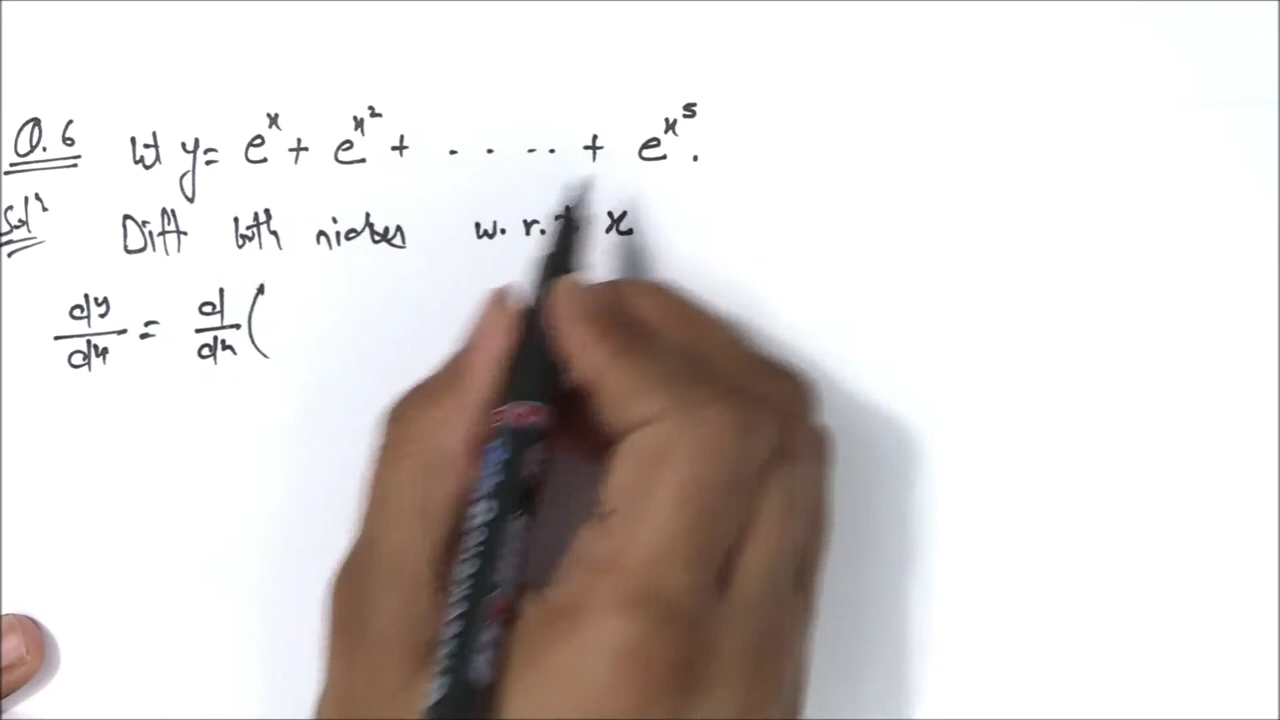 Q.6 let y = e^x + e^{x^2} + ..... + e^{x^5}.
Sol^n Diff both sides w.r.t x
dy/dx = d/dx (